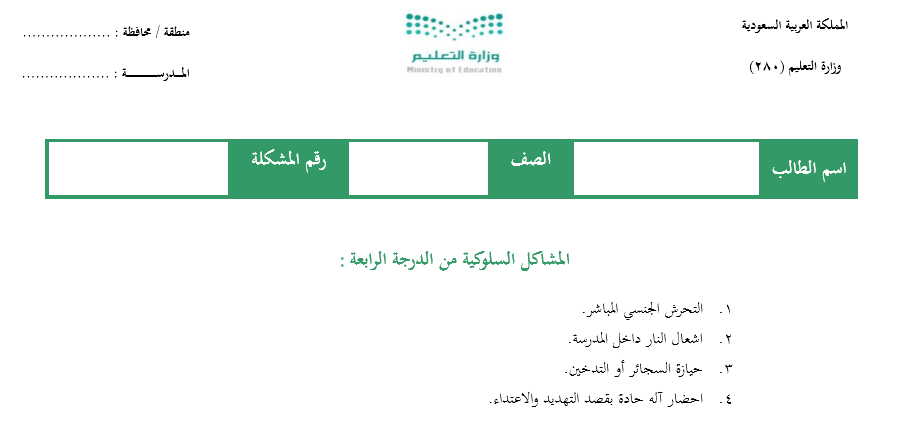 المملكة العربية السعودية
وزارة التعليم (٢٨٠)
وزارة التعليم
Ministry of Education
منطقة / محافظة : ...................
المـدرســـــــة : ...................
اسم الطالب
الصف
رقم المشكلة
المشاكل السلوكية من الدرجة الرابعة :
١. التحرش الجنسي المباشر.
٢. اشعال النار داخل المدرسة.
٣. حيازة السجائر أو التدخين.
٤. احضار آله حادة بقصد التهديد والاعتداء.